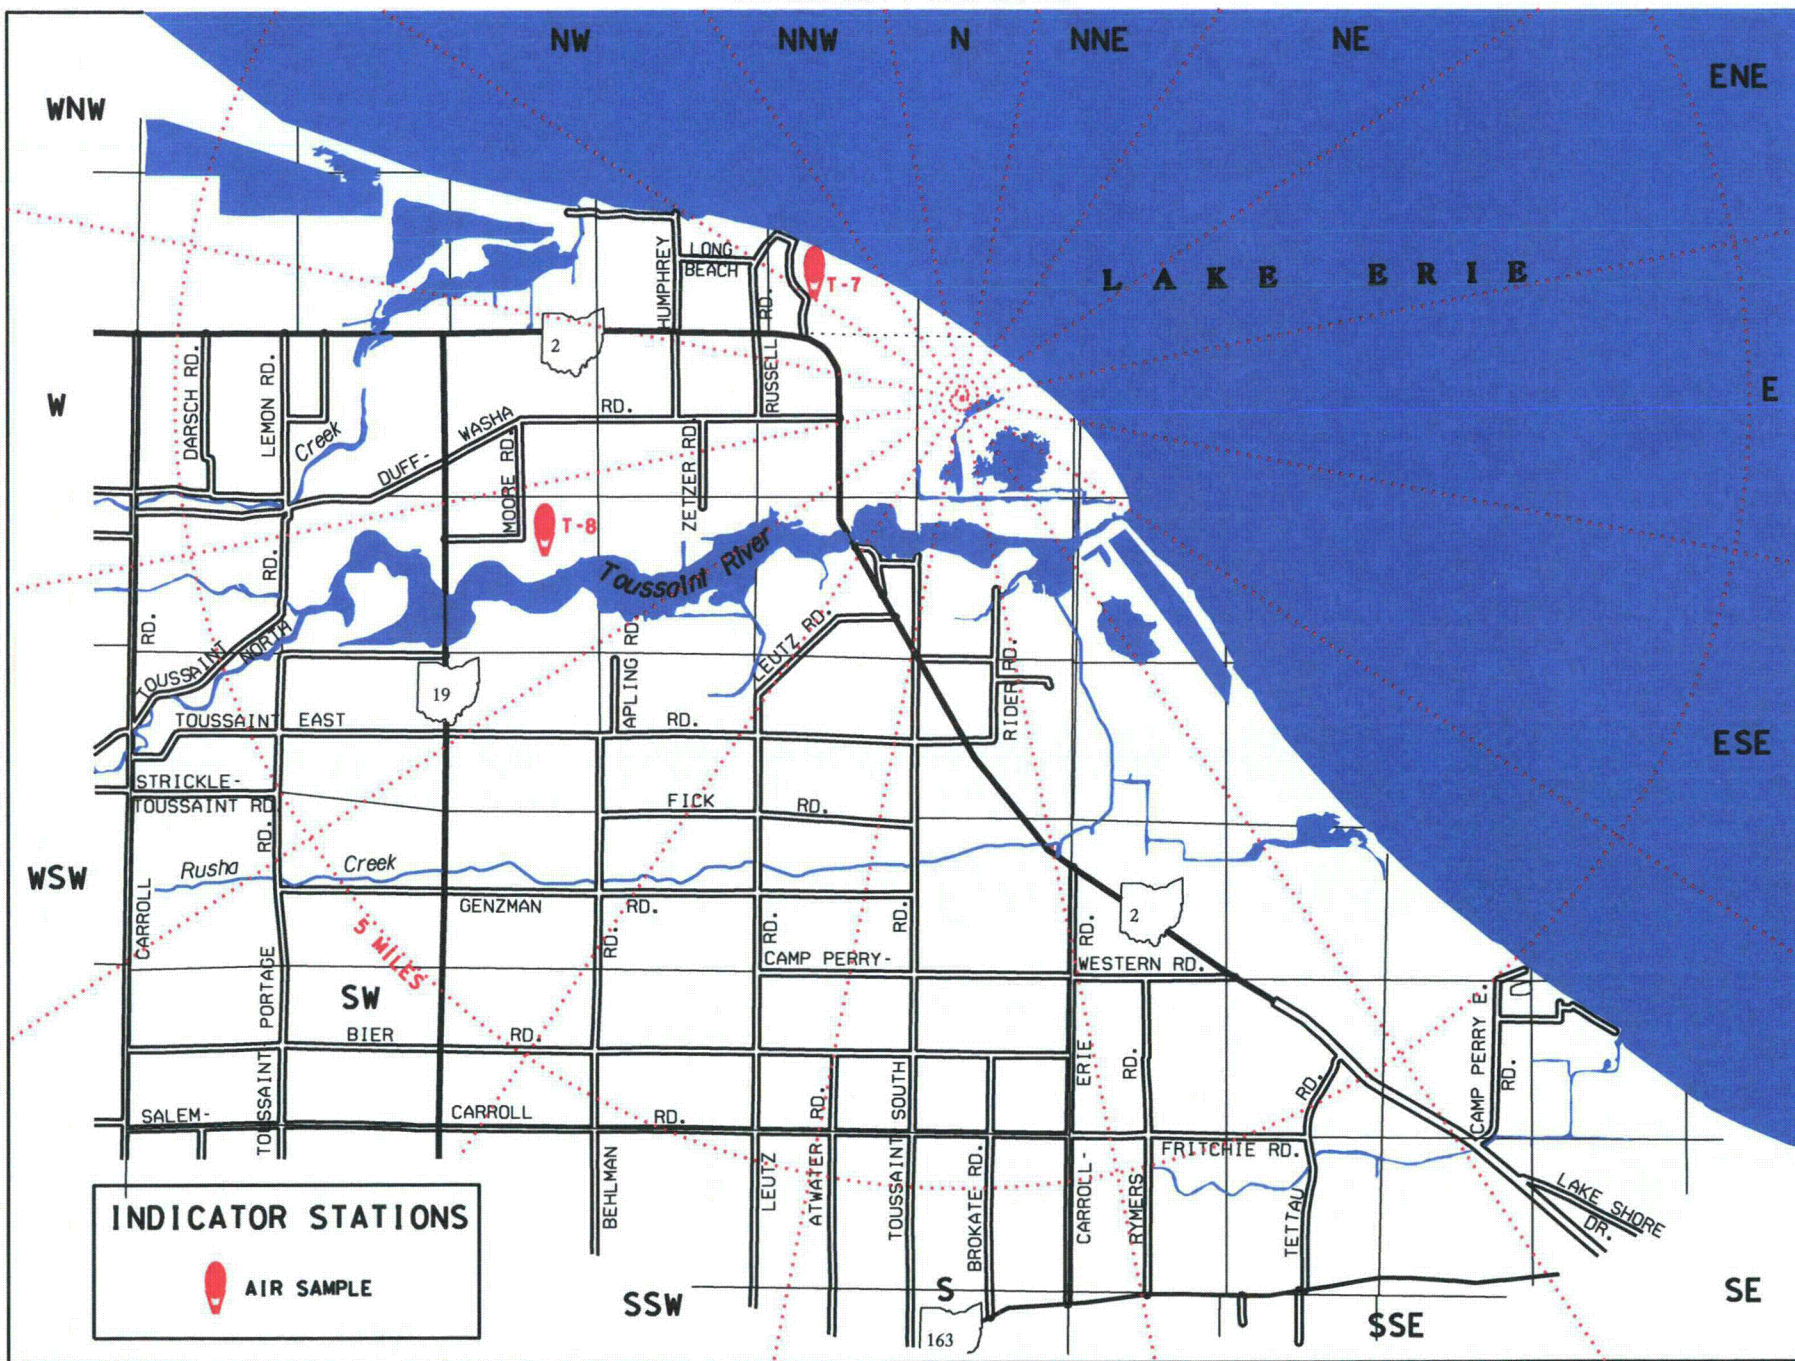 NW
NNW
N
NNE
NE
ENE
WNW
LAKE ERIE
HUMPHREY
LONG
BEACH
RD.
T-7
2
RUSSELL
W
DARSCH RD.
LEMON RD.
Creek
DUFF-
WASHA
RD.
MOORE RD.
ZETZER RD.
T-8
E
Toussaint River
RD.
RD.
TOUSSAINT
NORTH
19
APLING RD.
LEUTZ RD.
RIDER RD.
TOUSSAINT EAST
RD.
ESE
STRICKLE-
TOUSSAINT RD.
RD.
FICK
RD.
WSW
Rusha
Creek
CARROLL
GENZMAN
RD.
RD.
5 MILES
RD.
RD.
RD.
2
CAMP PERRY-
WESTERN RD.
SW
TOUSSAINT PORTAGE
BIER
RD.
ERIE
RD.
RD.
CAMP PERRY E.
RD.
SALEM-
CARROLL
RD.
ATWATER RD.
TOUSSAINT SOUTH
FRITCHIE RD.
BEHLMAN
LEUTZ
BROKATE RD.
CARROLL-
RYMERS
TETTAU
LAKE SHORE
DR.
INDICATOR STATIONS
AIR SAMPLE
SSW
S
163
SSE
SE